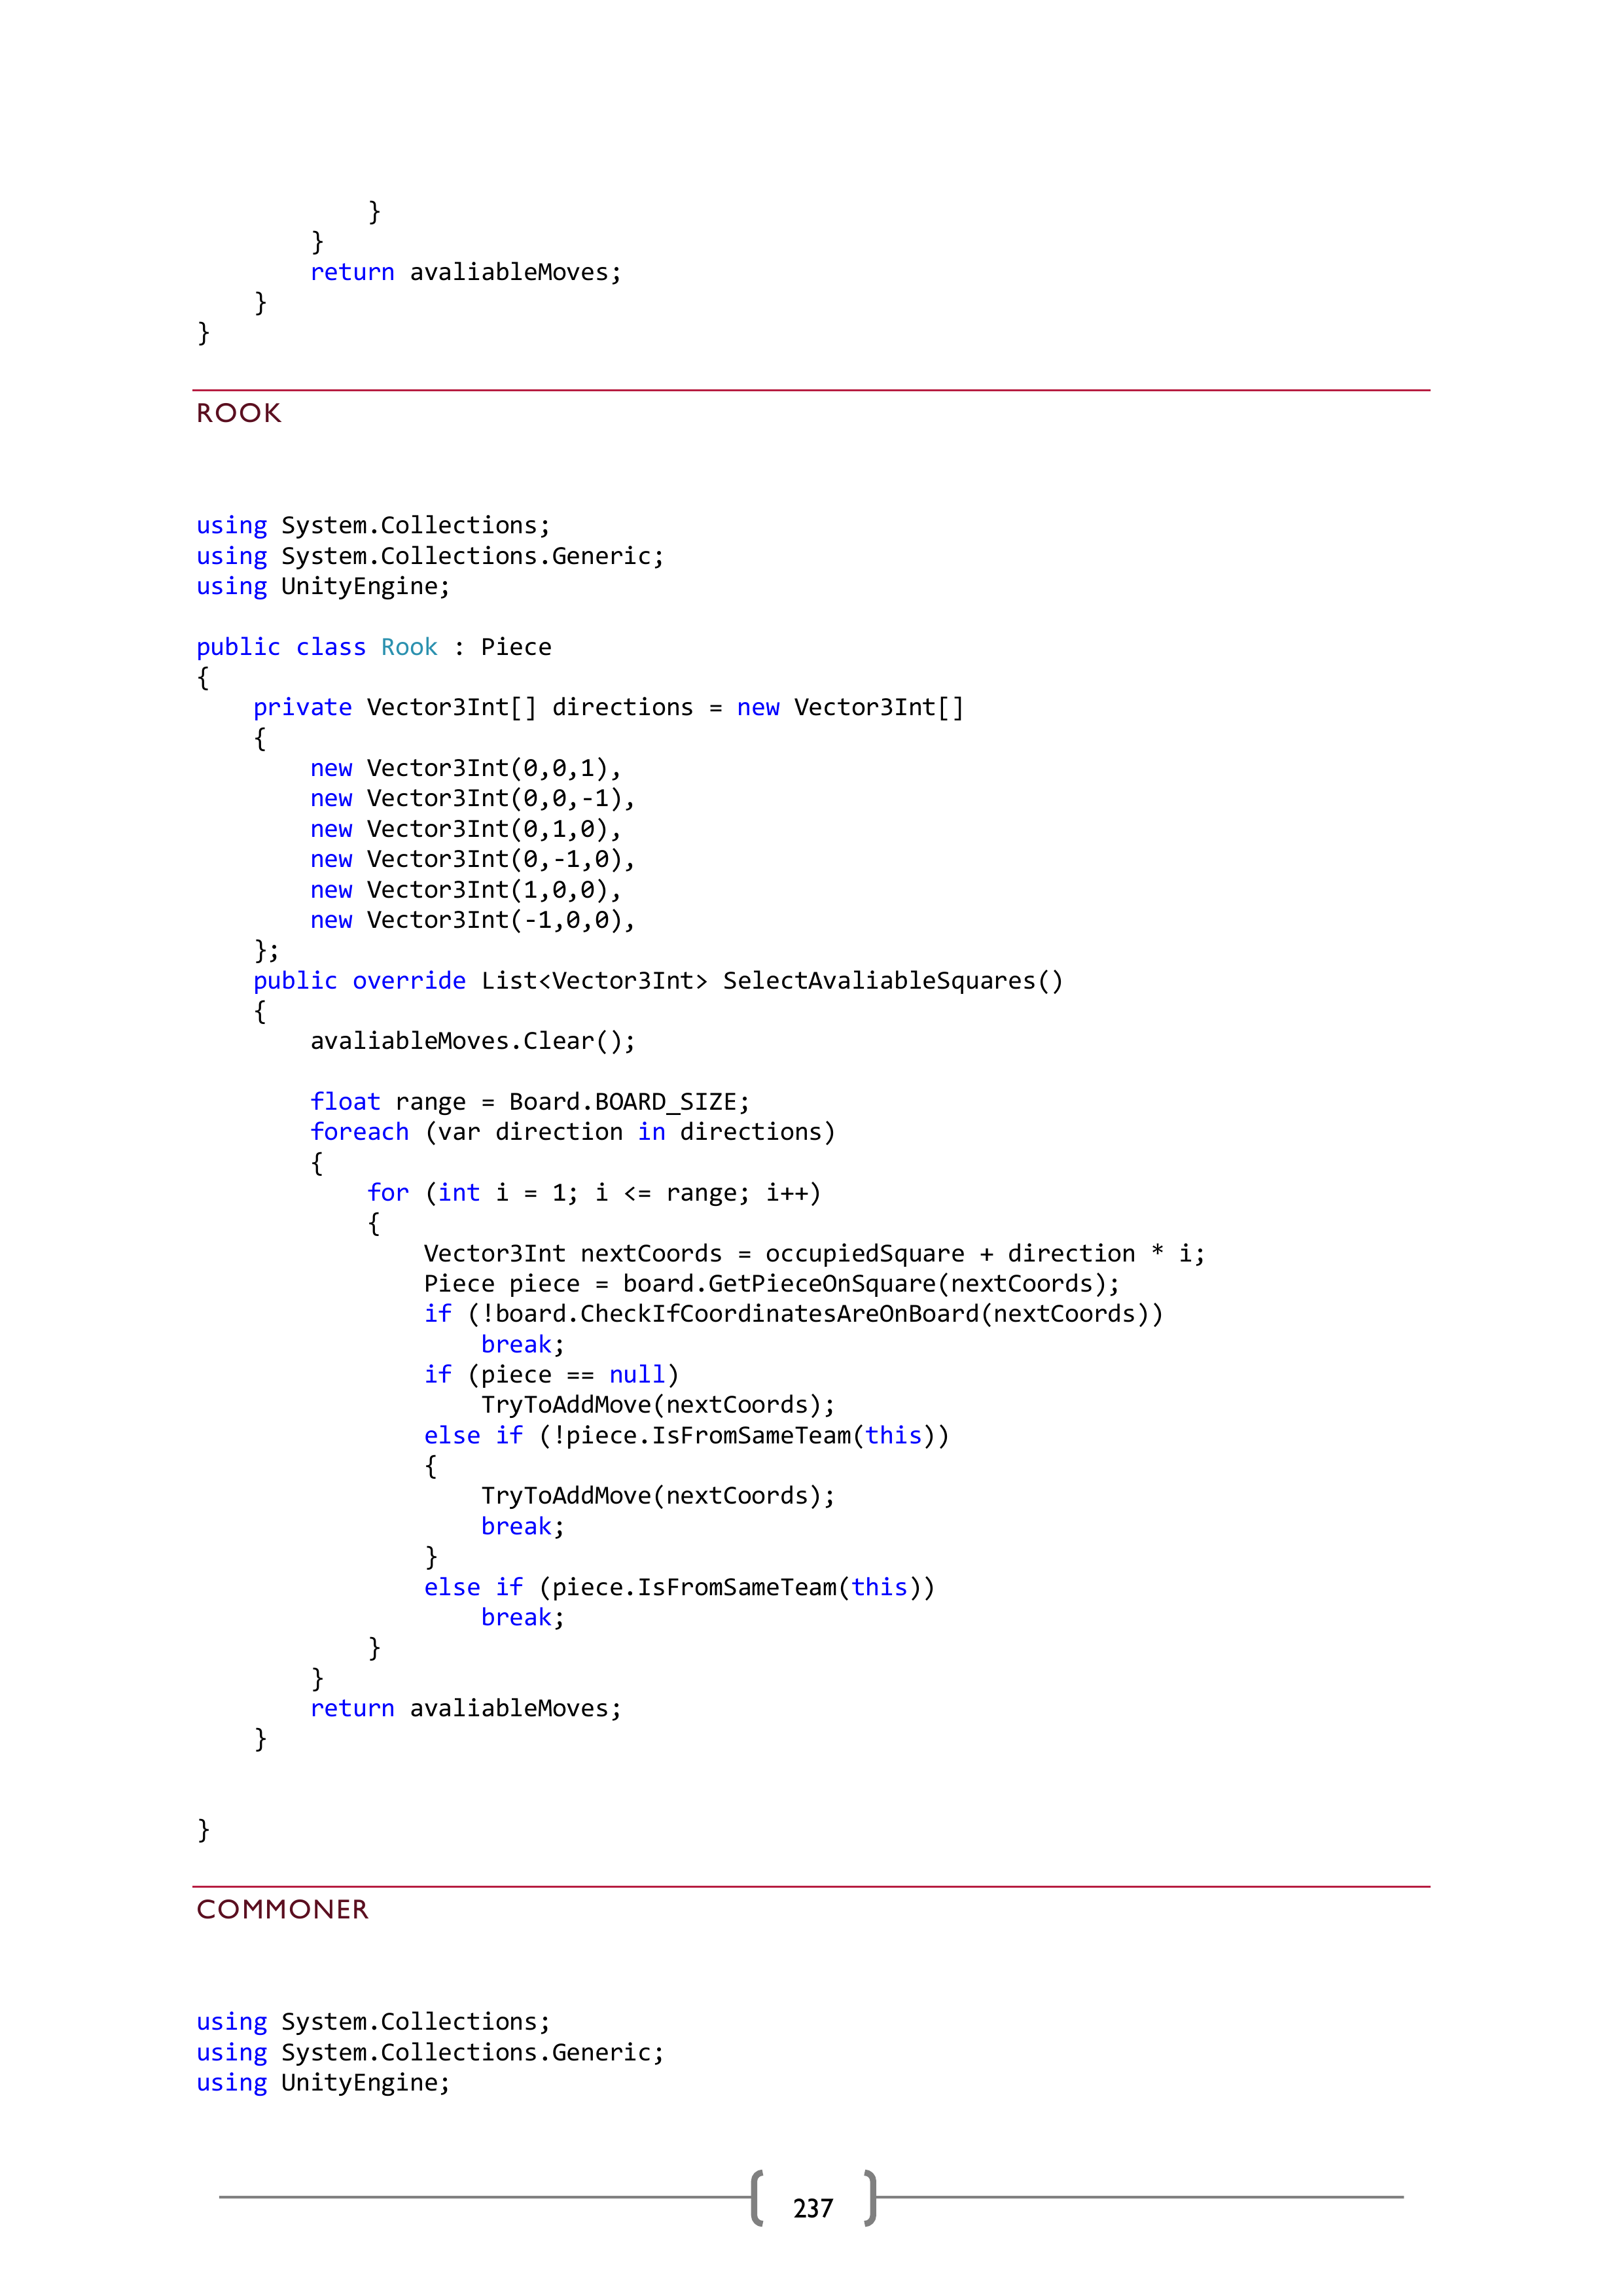 }
        }
        return avaliableMoves;
    }
}
ROOK
using System.Collections;
using System.Collections.Generic;
using UnityEngine;

public class Rook : Piece
{
    private Vector3Int[] directions = new Vector3Int[]
    {
        new Vector3Int(0,0,1),
        new Vector3Int(0,0,-1),
        new Vector3Int(0,1,0),
        new Vector3Int(0,-1,0),
        new Vector3Int(1,0,0),
        new Vector3Int(-1,0,0),
    };
    public override List<Vector3Int> SelectAvaliableSquares()
    {
        avaliableMoves.Clear();

        float range = Board.BOARD_SIZE;
        foreach (var direction in directions)
        {
            for (int i = 1; i <= range; i++)
            {
                Vector3Int nextCoords = occupiedSquare + direction * i;
                Piece piece = board.GetPieceOnSquare(nextCoords);
                if (!board.CheckIfCoordinatesAreOnBoard(nextCoords))
                    break;
                if (piece == null)
                    TryToAddMove(nextCoords);
                else if (!piece.IsFromSameTeam(this))
                {
                    TryToAddMove(nextCoords);
                    break;
                }
                else if (piece.IsFromSameTeam(this))
                    break;
            }
        }
        return avaliableMoves;
    }

}
COMMONER
using System.Collections;
using System.Collections.Generic;
using UnityEngine;
237